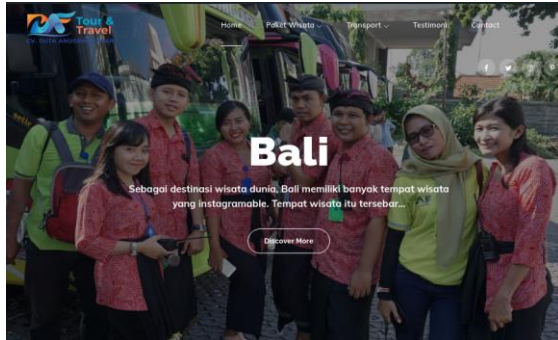 Tour &
Travel
Home
Paket Wisata
Transport
Testimoni
Contact
Bali
Sebagai destinasi wisata dunia, Bali memiliki banyak tempat wisata
yang instagramable. Tempat wisata itu tersebar...
Discover More